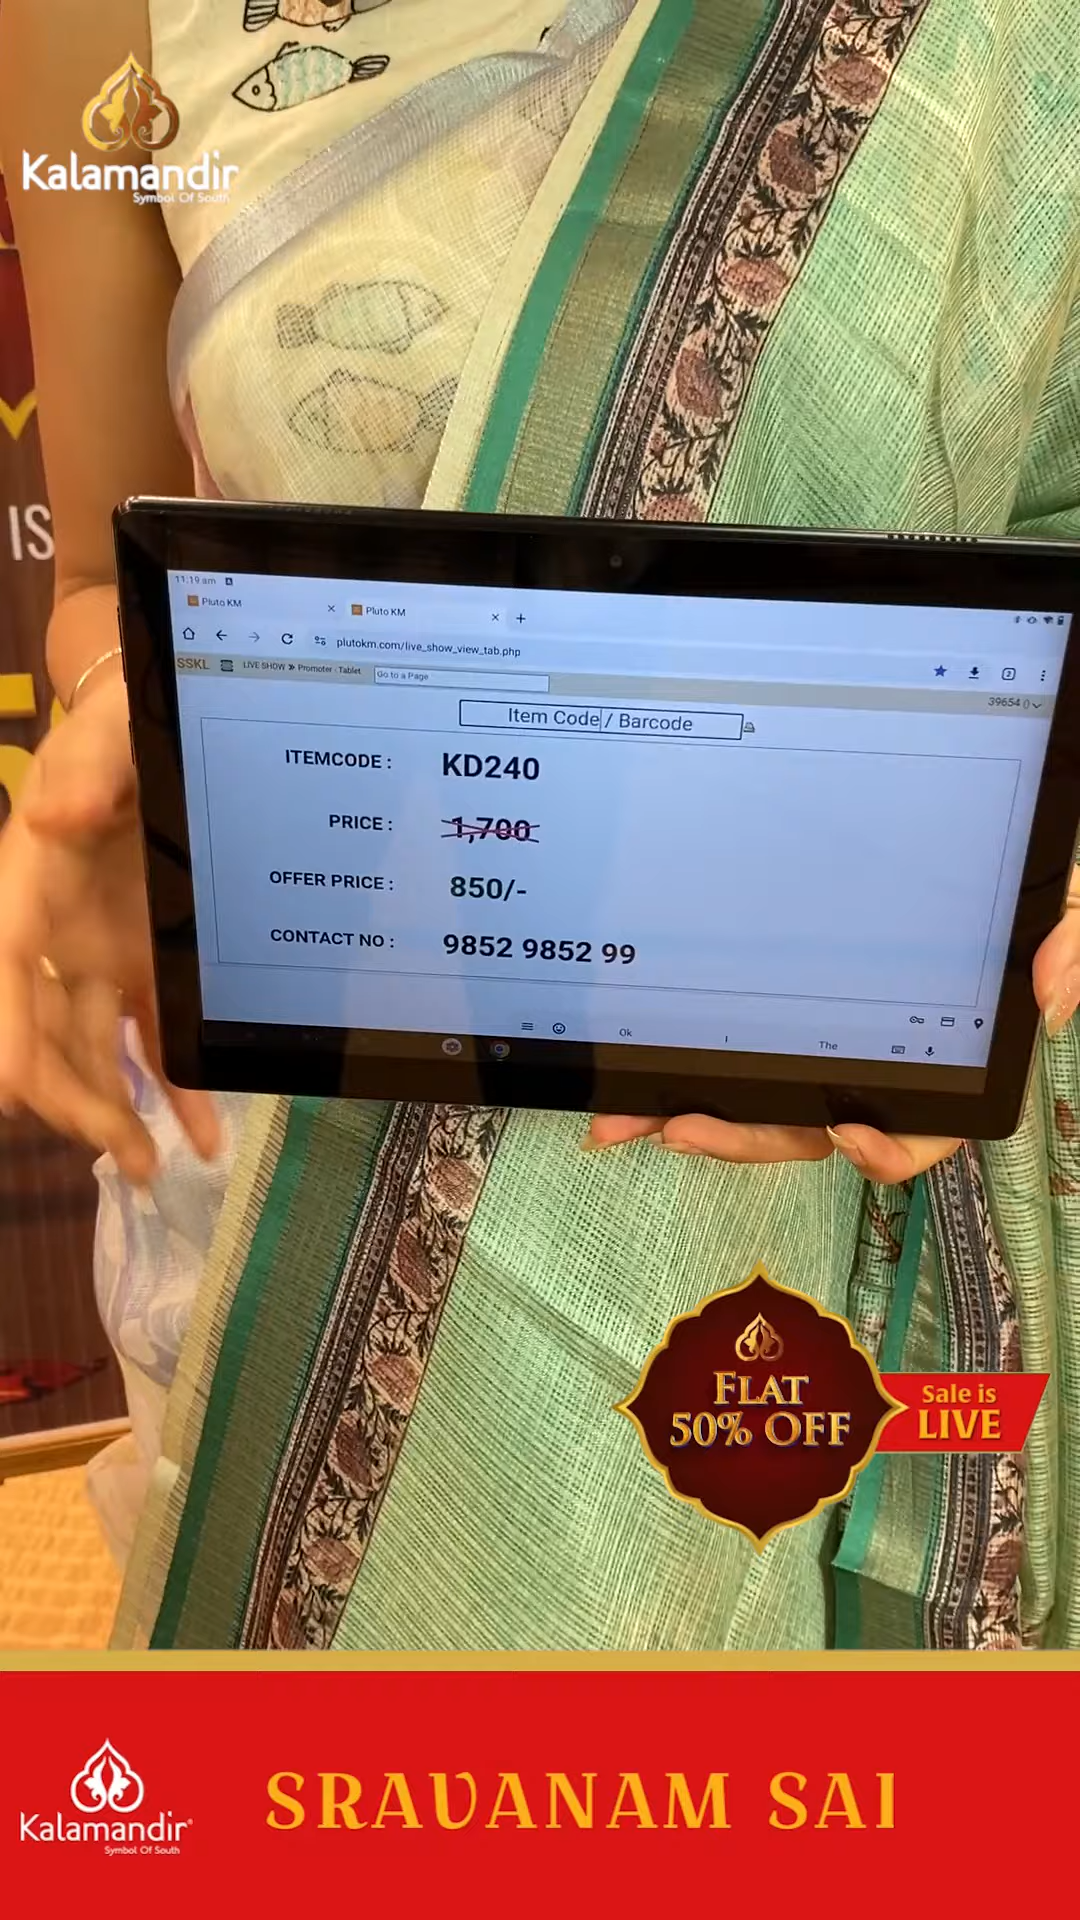 Kalamandir
Symbol Of South
IS
11:19 am
Pluto KM
Pluto KM
plutokm.com/live_show_view_tab.php
SSKL
LIVE SHOW » Promoter - Tablet
Go to a Page
39654 ()
Item Code / Barcode
ITEMCODE : KD240
PRICE : 1,700
OFFER PRICE : 850/-
CONTACT NO : 9852 9852 99
Ok
I
The
FLAT
50% OFF
Sale is
LIVE
Kalamandir
Symbol Of South
SRAVANAM SAI